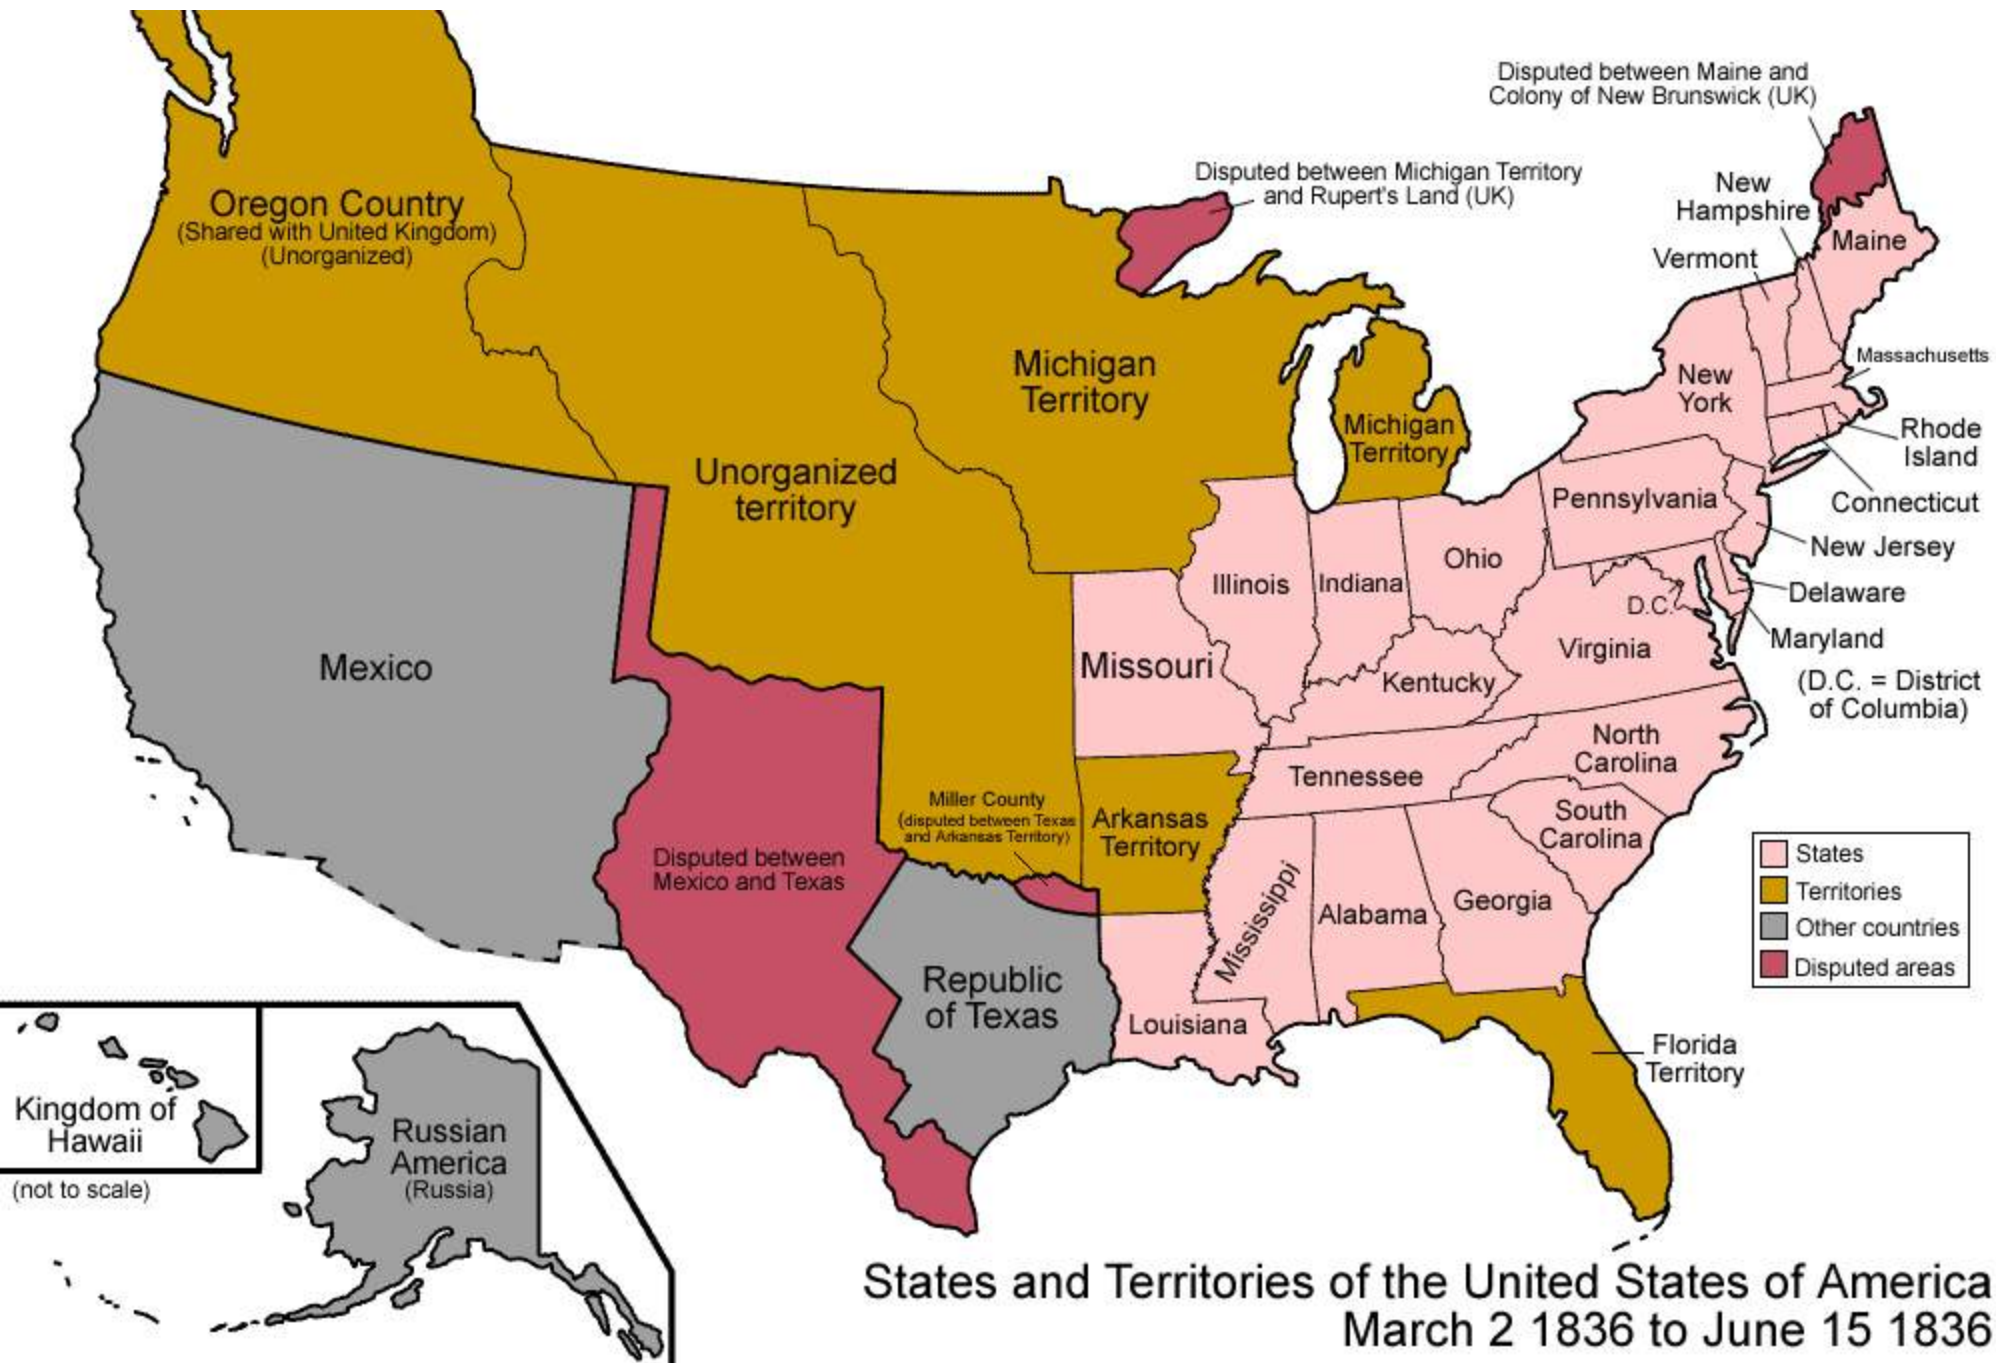 Disputed between Maine and
Colony of New Brunswick (UK)
Disputed between Michigan Territory
and Rupert's Land (UK)
New
Hampshire
Oregon Country
(Shared with United Kingdom)
(Unorganized)
Maine
Vermont
Massachusetts
Michigan
Territory
New
York
Michigan
Territory
Rhode
Island
Unorganized
territory
Pennsylvania
Connecticut
New Jersey
Ohio
Illinois
Indiana
Delaware
D.C.
Maryland
Virginia
Mexico
Missouri
Kentucky
(D.C. = District
of Columbia)
North
Carolina
Tennessee
Miller County
(disputed between Texas
and Arkansas Territory)
Arkansas
Territory
South
Carolina
Disputed between
Mexico and Texas
Mississippi
Alabama
Georgia
States
Territories
Other countries
Disputed areas
Republic
of Texas
Louisiana
Florida
Territory
Kingdom of
Hawaii
(not to scale)
Russian
America
(Russia)
States and Territories of the United States of America
March 2 1836 to June 15 1836